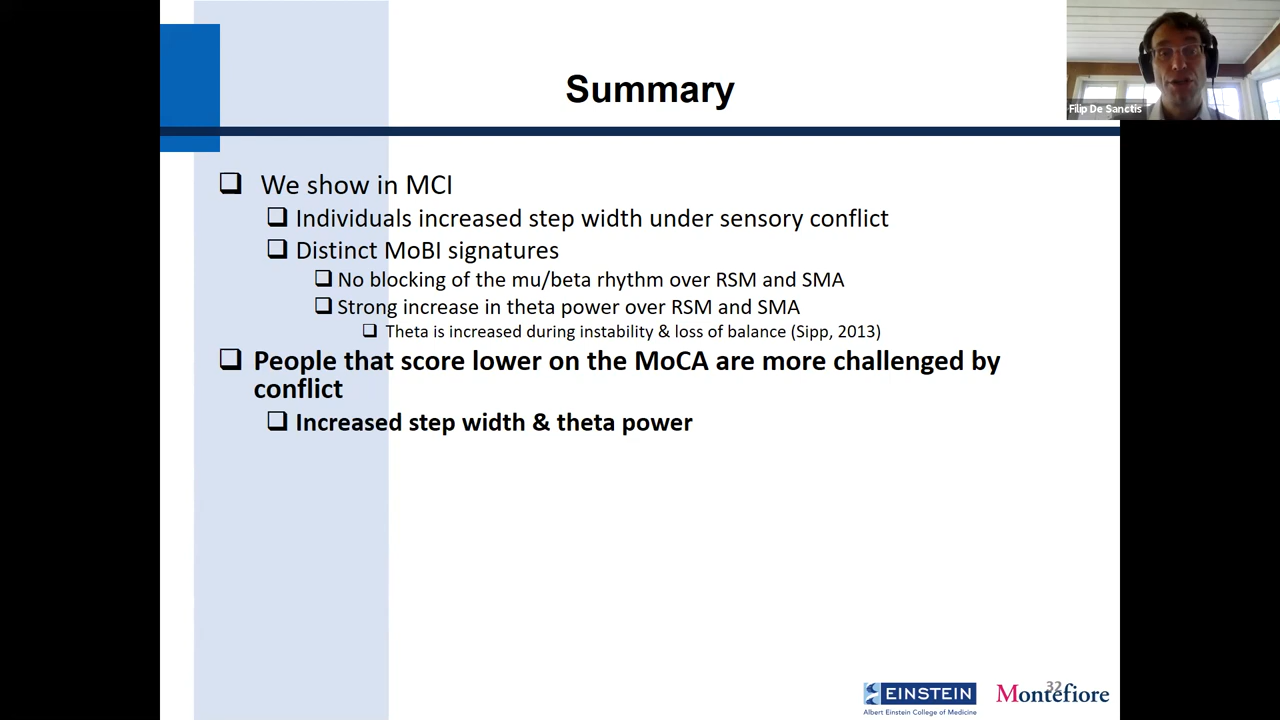 Summary
Filip De Sanctis
We show in MCI
Individuals increased step width under sensory conflict
Distinct MoBI signatures
No blocking of the mu/beta rhythm over RSM and SMA
Strong increase in theta power over RSM and SMA
Theta is increased during instability & loss of balance (Sipp, 2013)
People that score lower on the MoCA are more challenged by
conflict
Increased step width & theta power
EINSTEIN
Albert Einstein College of Medicine
Montefiore
32